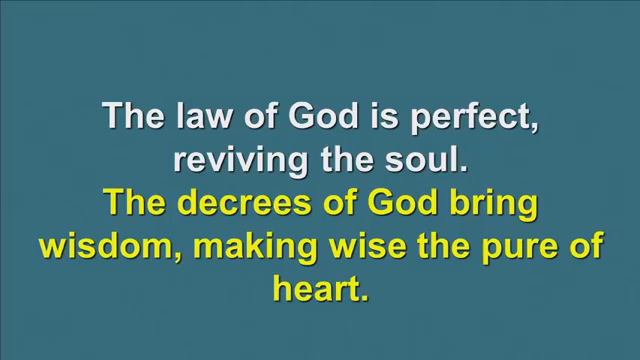 The law of God is perfect,
reviving the soul.
The decrees of God bring
wisdom, making wise the pure of
heart.